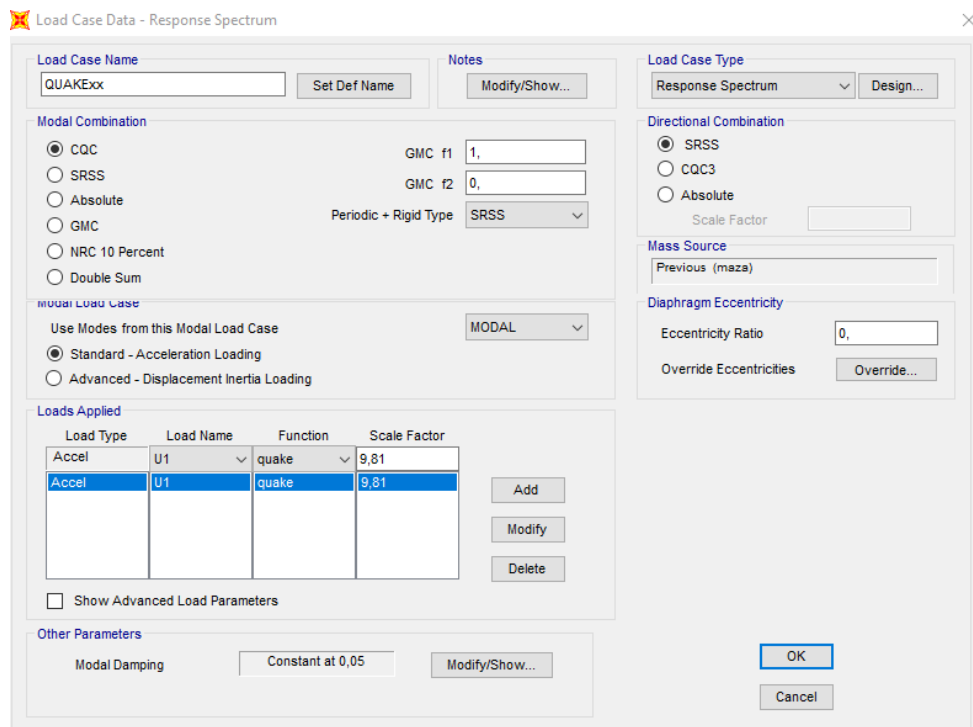 Load Case Data - Response Spectrum
Load Case Name
QUAKExx
Set Def Name
Notes
Modify/Show...
Load Case Type
Response Spectrum
Design...
Modal Combination
CQC
SRSS
Absolute
GMC
NRC 10 Percent
Double Sum
GMC f1 1,
GMC f2 0,
Periodic + Rigid Type SRSS
Directional Combination
SRSS
CQC3
Absolute
Scale Factor
Mass Source
Previous (maza)
Modal Load Case
Use Modes from this Modal Load Case MODAL
Standard - Acceleration Loading
Advanced - Displacement Inertia Loading
Diaphragm Eccentricity
Eccentricity Ratio 0,
Override Eccentricities Override...
Loads Applied
Load Type Load Name Function Scale Factor
Accel U1 quake 9,81
Accel U1 quake 9,81
Add
Modify
Delete
Show Advanced Load Parameters
Other Parameters
Modal Damping Constant at 0,05 Modify/Show...
OK
Cancel